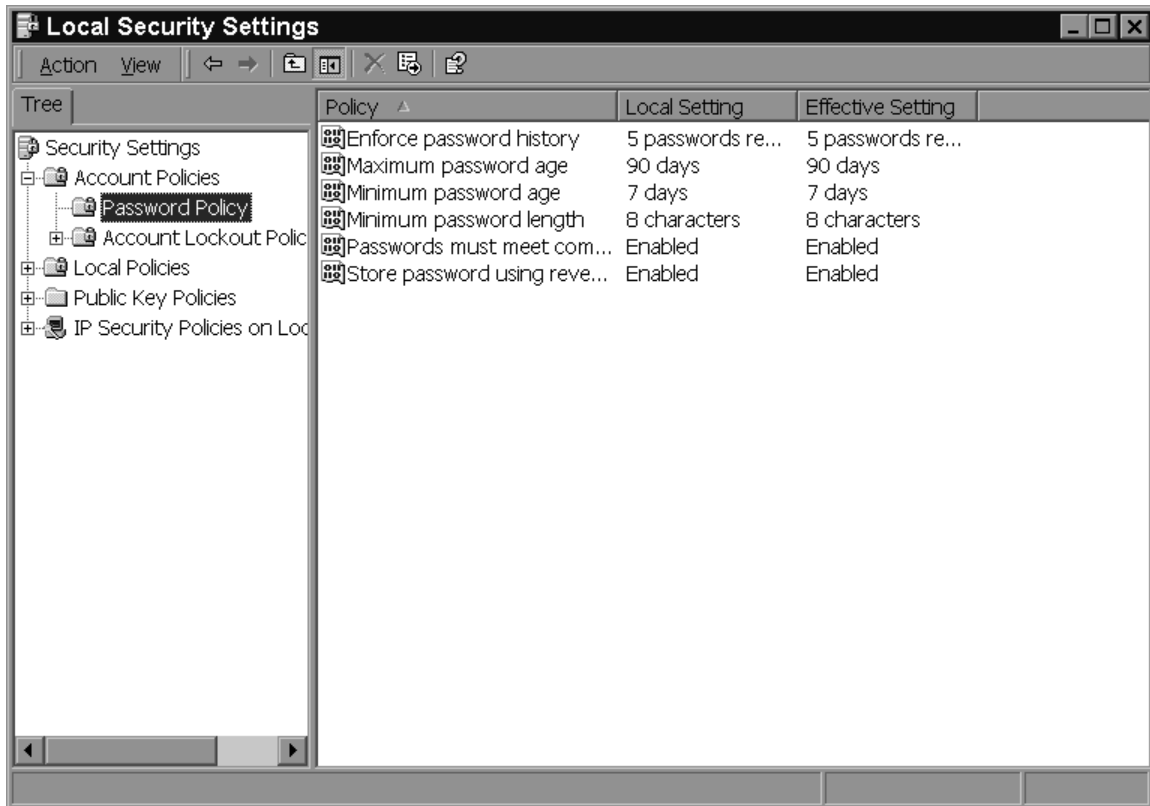 Local Security Settings
Action View
Tree
Security Settings
Account Policies
Password Policy
Account Lockout Polic
Local Policies
Public Key Policies
IP Security Policies on Loc
Policy Local Setting Effective Setting
Enforce password history 5 passwords re... 5 passwords re...
Maximum password age 90 days 90 days
Minimum password age 7 days 7 days
Minimum password length 8 characters 8 characters
Passwords must meet com... Enabled Enabled
Store password using reve... Enabled Enabled